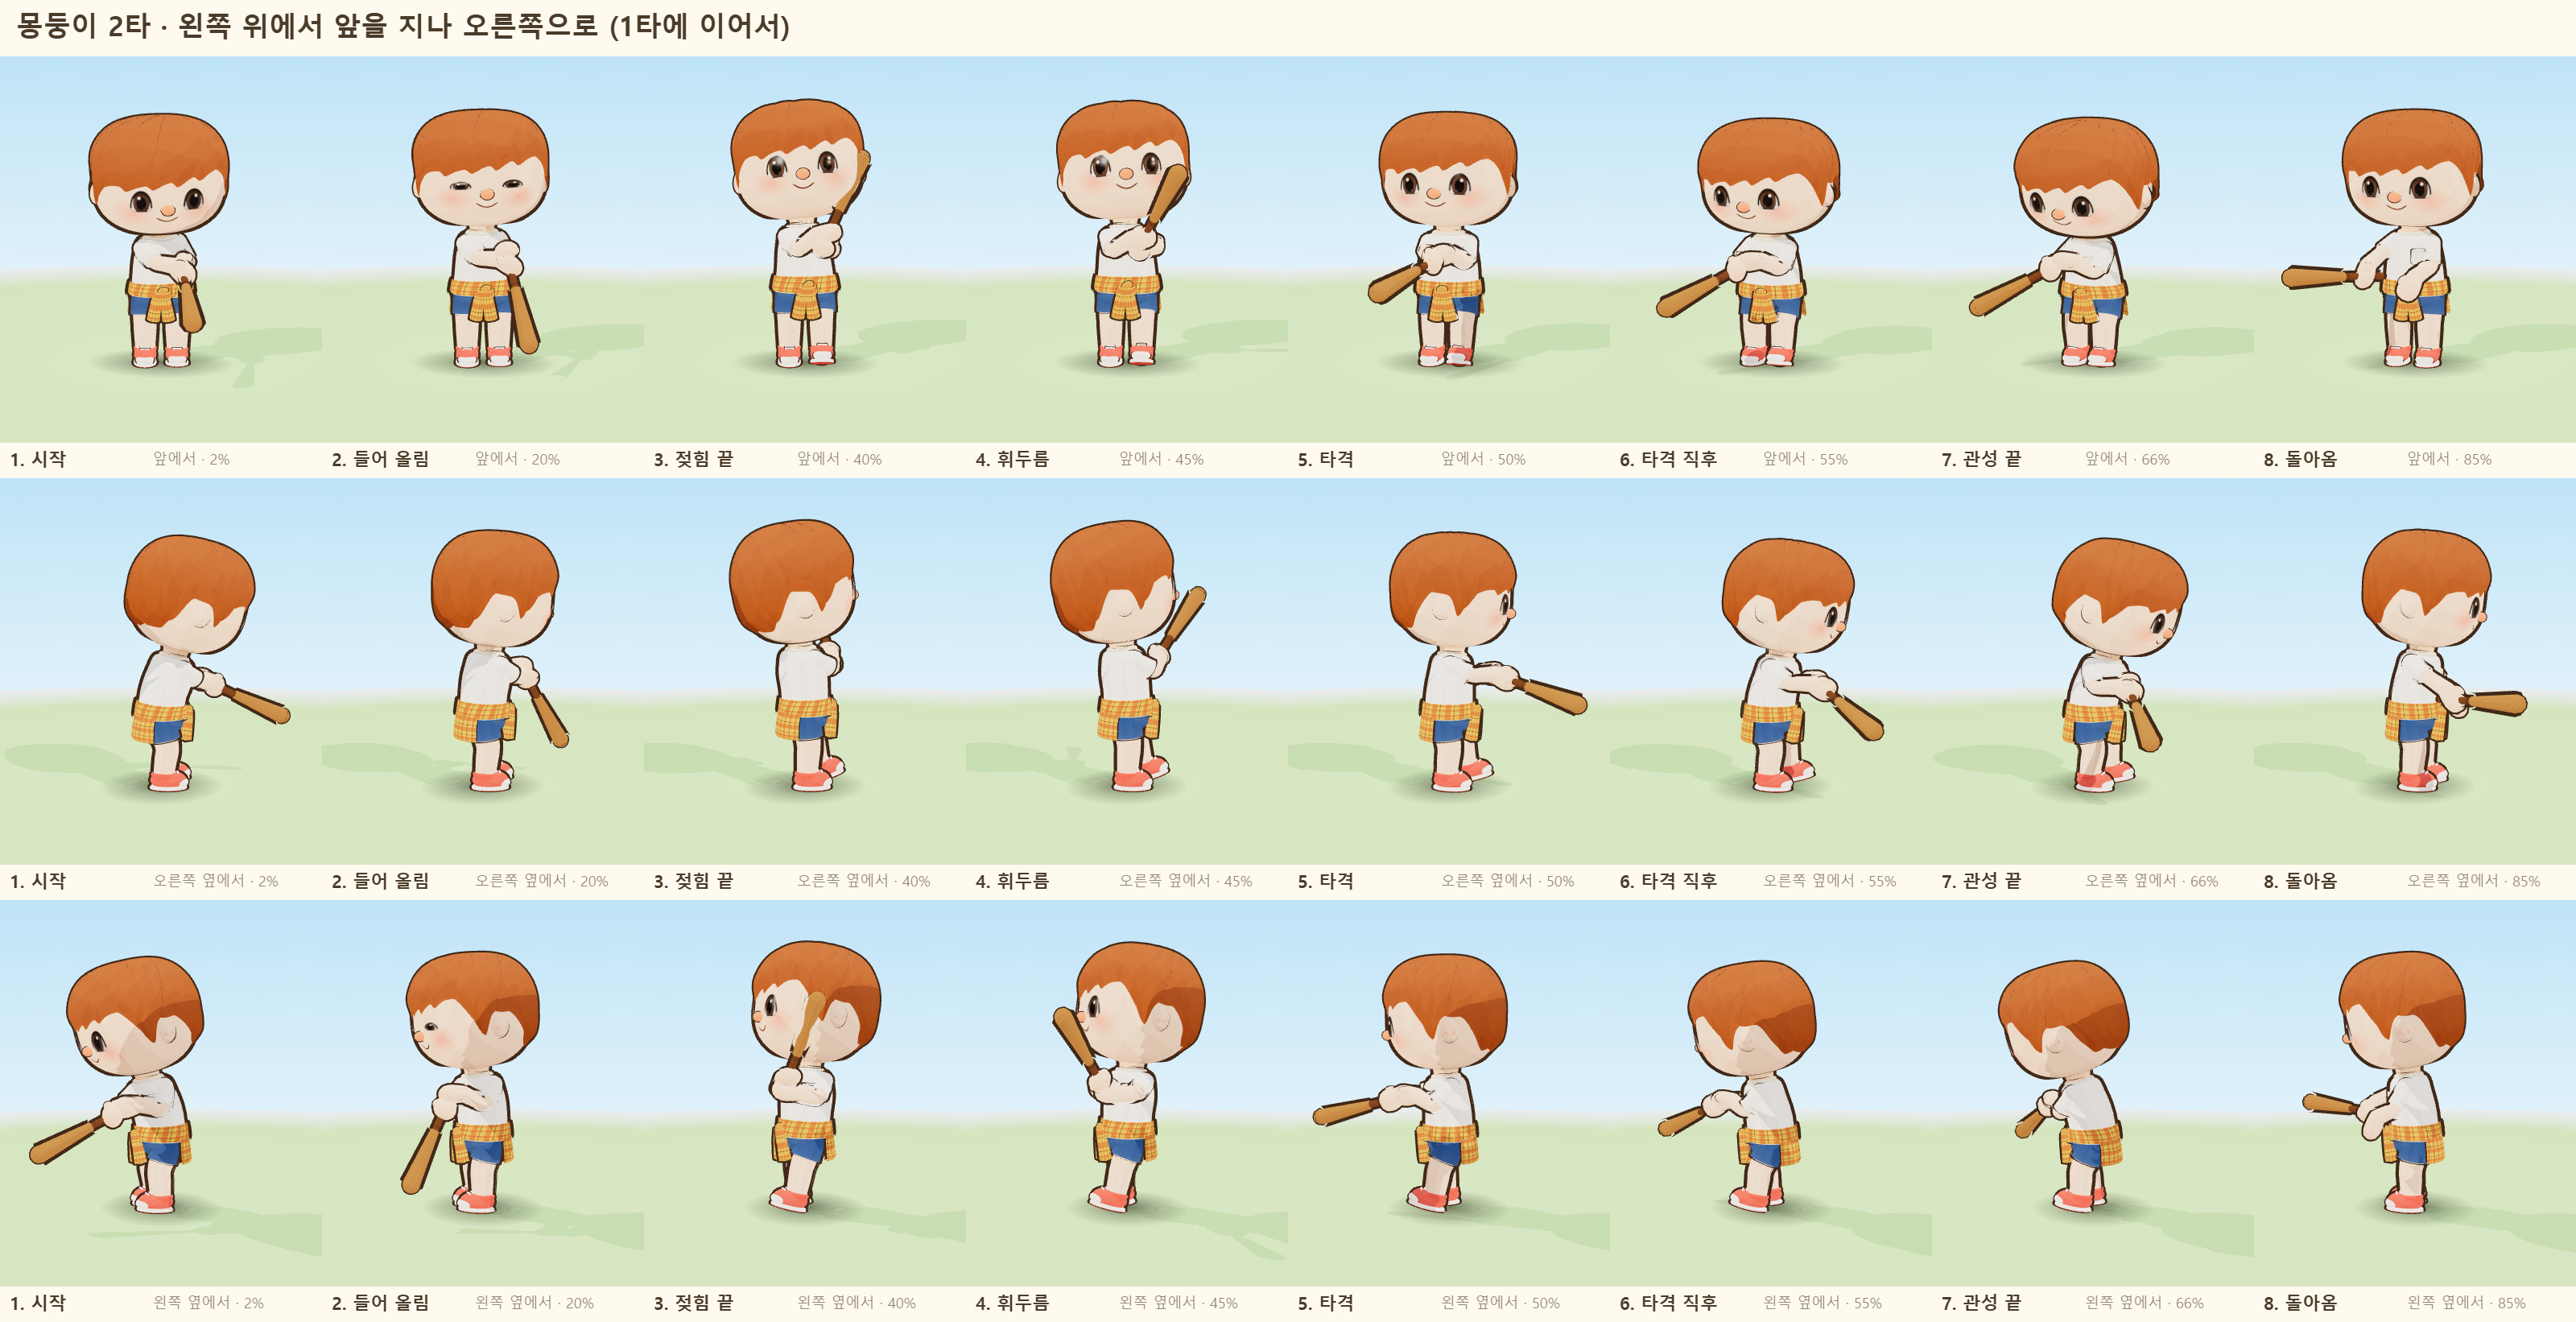 몽둥이 2타 · 왼쪽 위에서 앞을 지나 오른쪽으로 (1타에 이어서)
1. 시작 앞에서 · 2% 2. 들어 올림 앞에서 · 20% 3. 젖힘 끝 앞에서 · 40% 4. 휘두름 앞에서 · 45% 5. 타격 앞에서 · 50% 6. 타격 직후 앞에서 · 55% 7. 관성 끝 앞에서 · 66% 8. 돌아옴 앞에서 · 85%
1. 시작 오른쪽 옆에서 · 2% 2. 들어 올림 오른쪽 옆에서 · 20% 3. 젖힘 끝 오른쪽 옆에서 · 40% 4. 휘두름 오른쪽 옆에서 · 45% 5. 타격 오른쪽 옆에서 · 50% 6. 타격 직후 오른쪽 옆에서 · 55% 7. 관성 끝 오른쪽 옆에서 · 66% 8. 돌아옴 오른쪽 옆에서 · 85%
1. 시작 왼쪽 옆에서 · 2% 2. 들어 올림 왼쪽 옆에서 · 20% 3. 젖힘 끝 왼쪽 옆에서 · 40% 4. 휘두름 왼쪽 옆에서 · 45% 5. 타격 왼쪽 옆에서 · 50% 6. 타격 직후 왼쪽 옆에서 · 55% 7. 관성 끝 왼쪽 옆에서 · 66% 8. 돌아옴 왼쪽 옆에서 · 85%